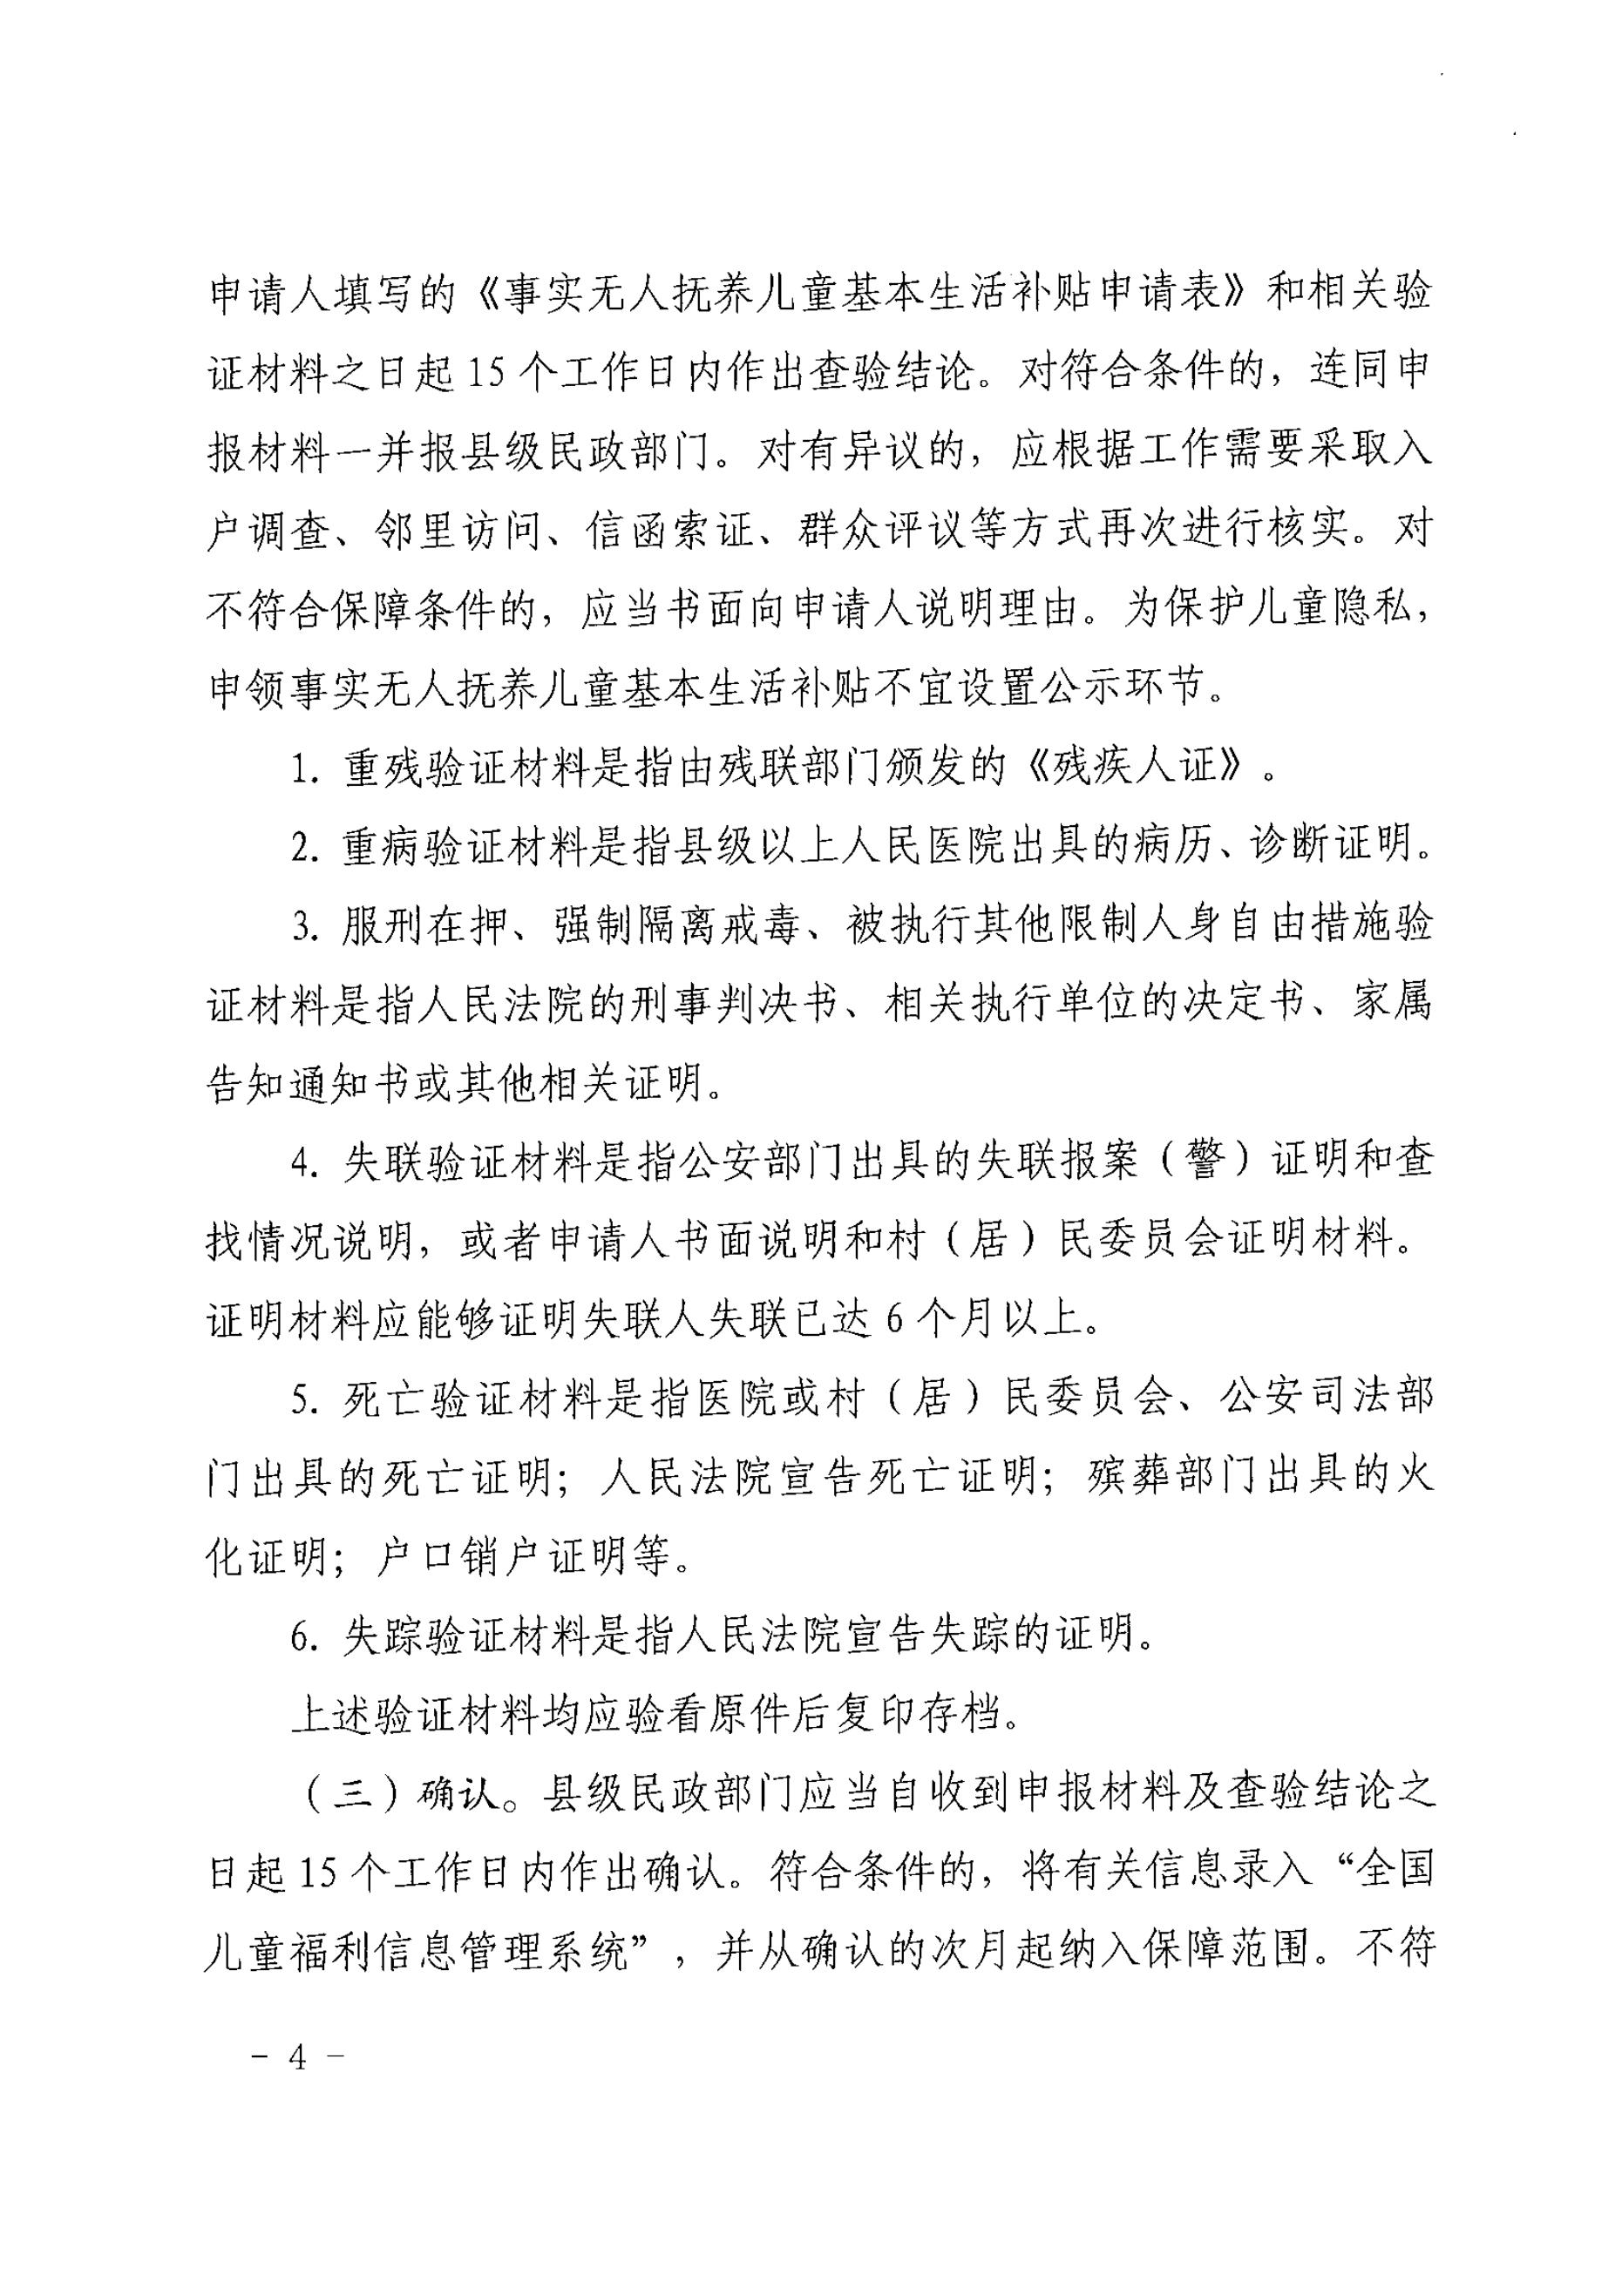 申请人填写的《事实无人抚养儿童基本生活补贴申请表》和相关验
证材料之日起 15 个工作日内作出查验结论。对符合条件的，连同申
报材料一并报县级民政部门。对有异议的，应根据工作需要采取入
户调查、邻里访问、信函索证、群众评议等方式再次进行核实。对
不符合保障条件的，应当书面向申请人说明理由。为保护儿童隐私，
申领事实无人抚养儿童基本生活补贴不宜设置公示环节。
1. 重残验证材料是指由残联部门颁发的《残疾人证》。
2. 重病验证材料是指县级以上人民医院出具的病历、诊断证明。
3. 服刑在押、强制隔离戒毒、被执行其他限制人身自由措施验
证材料是指人民法院的刑事判决书、相关执行单位的决定书、家属
告知通知书或其他相关证明。
4. 失联验证材料是指公安部门出具的失联报案（警）证明和查
找情况说明，或者申请人书面说明和村（居）民委员会证明材料。
证明材料应能够证明失联人失联已达 6 个月以上。
5. 死亡验证材料是指医院或村（居）民委员会、公安司法部
门出具的死亡证明；人民法院宣告死亡证明；殡葬部门出具的火
化证明；户口销户证明等。
6. 失踪验证材料是指人民法院宣告失踪的证明。
上述验证材料均应验看原件后复印存档。
（三）确认。县级民政部门应当自收到申报材料及查验结论之
日起 15 个工作日内作出确认。符合条件的，将有关信息录入“全国
儿童福利信息管理系统”，并从确认的次月起纳入保障范围。不符
- 4 -